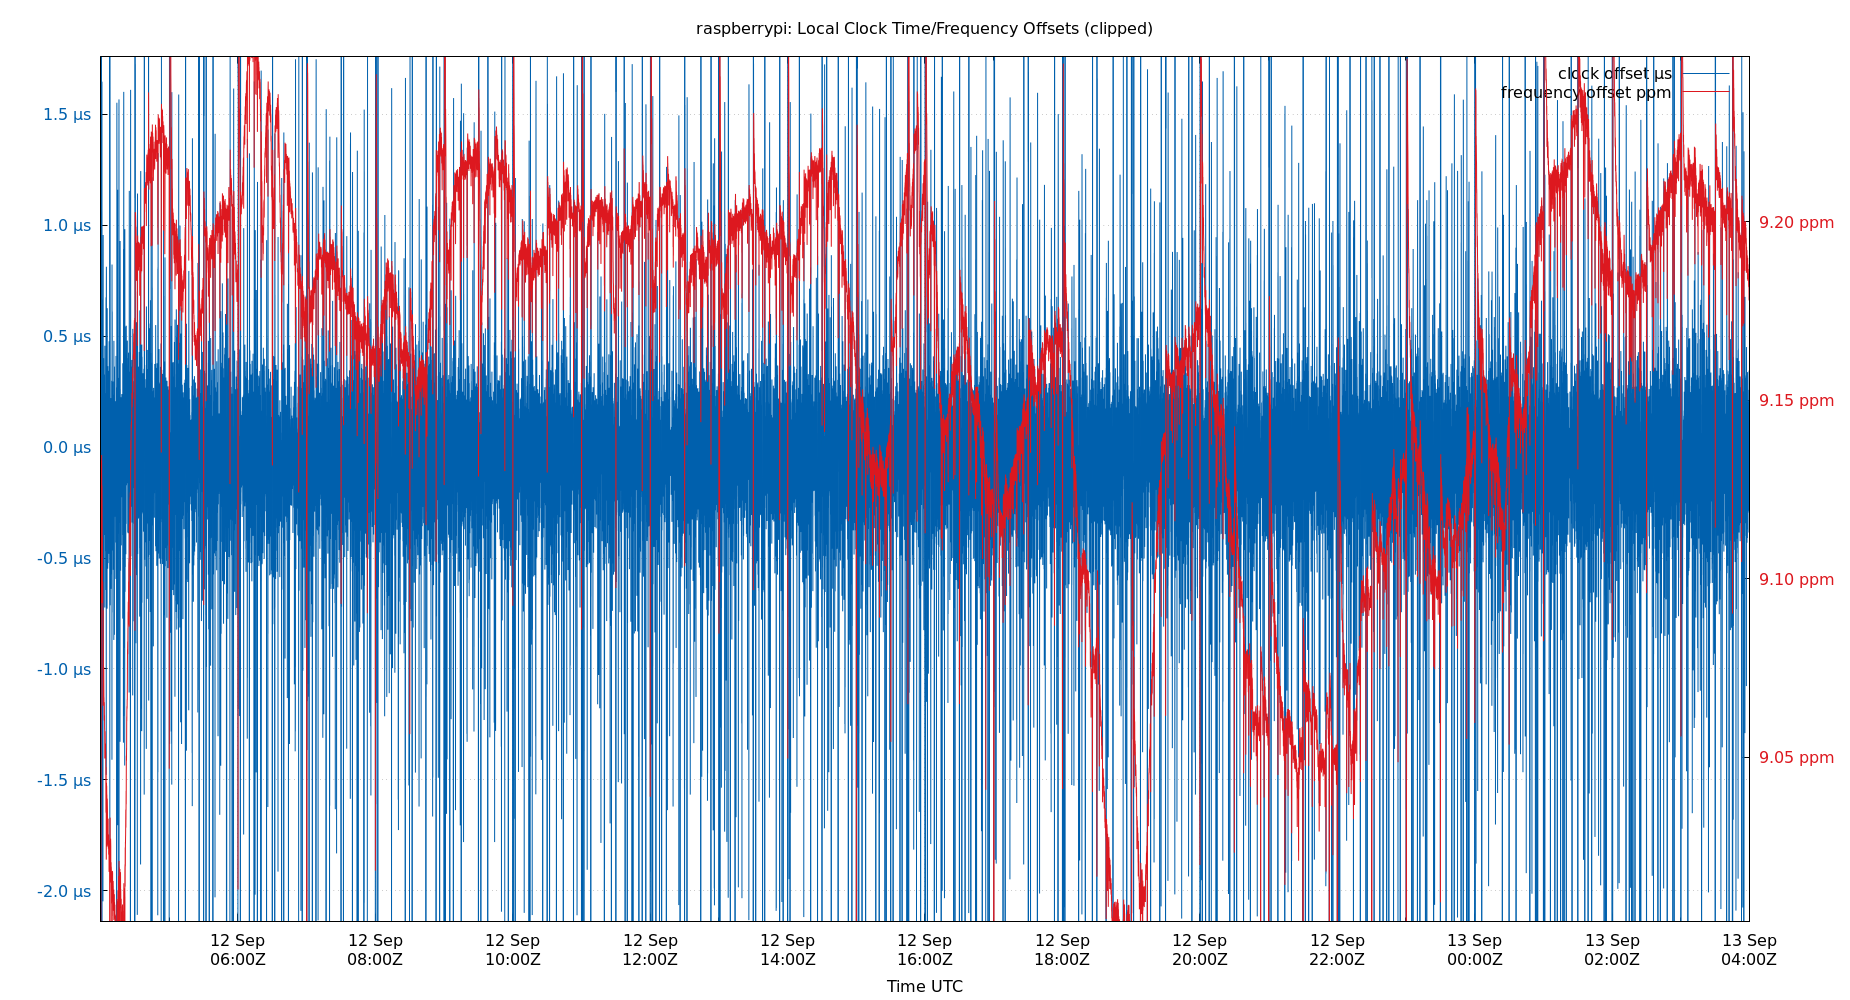 raspberrypi: Local Clock Time/Frequency Offsets (clipped)
clock offset µs
frequency offset ppm
1.5 µs
1.0 µs
0.5 µs
0.0 µs
-0.5 µs
-1.0 µs
-1.5 µs
-2.0 µs
9.20 ppm
9.15 ppm
9.10 ppm
9.05 ppm
12 Sep 12 Sep 12 Sep 12 Sep 12 Sep 12 Sep 12 Sep 12 Sep 12 Sep 13 Sep 13 Sep 13 Sep
06:00Z 08:00Z 10:00Z 12:00Z 14:00Z 16:00Z 18:00Z 20:00Z 22:00Z 00:00Z 02:00Z 04:00Z
Time UTC